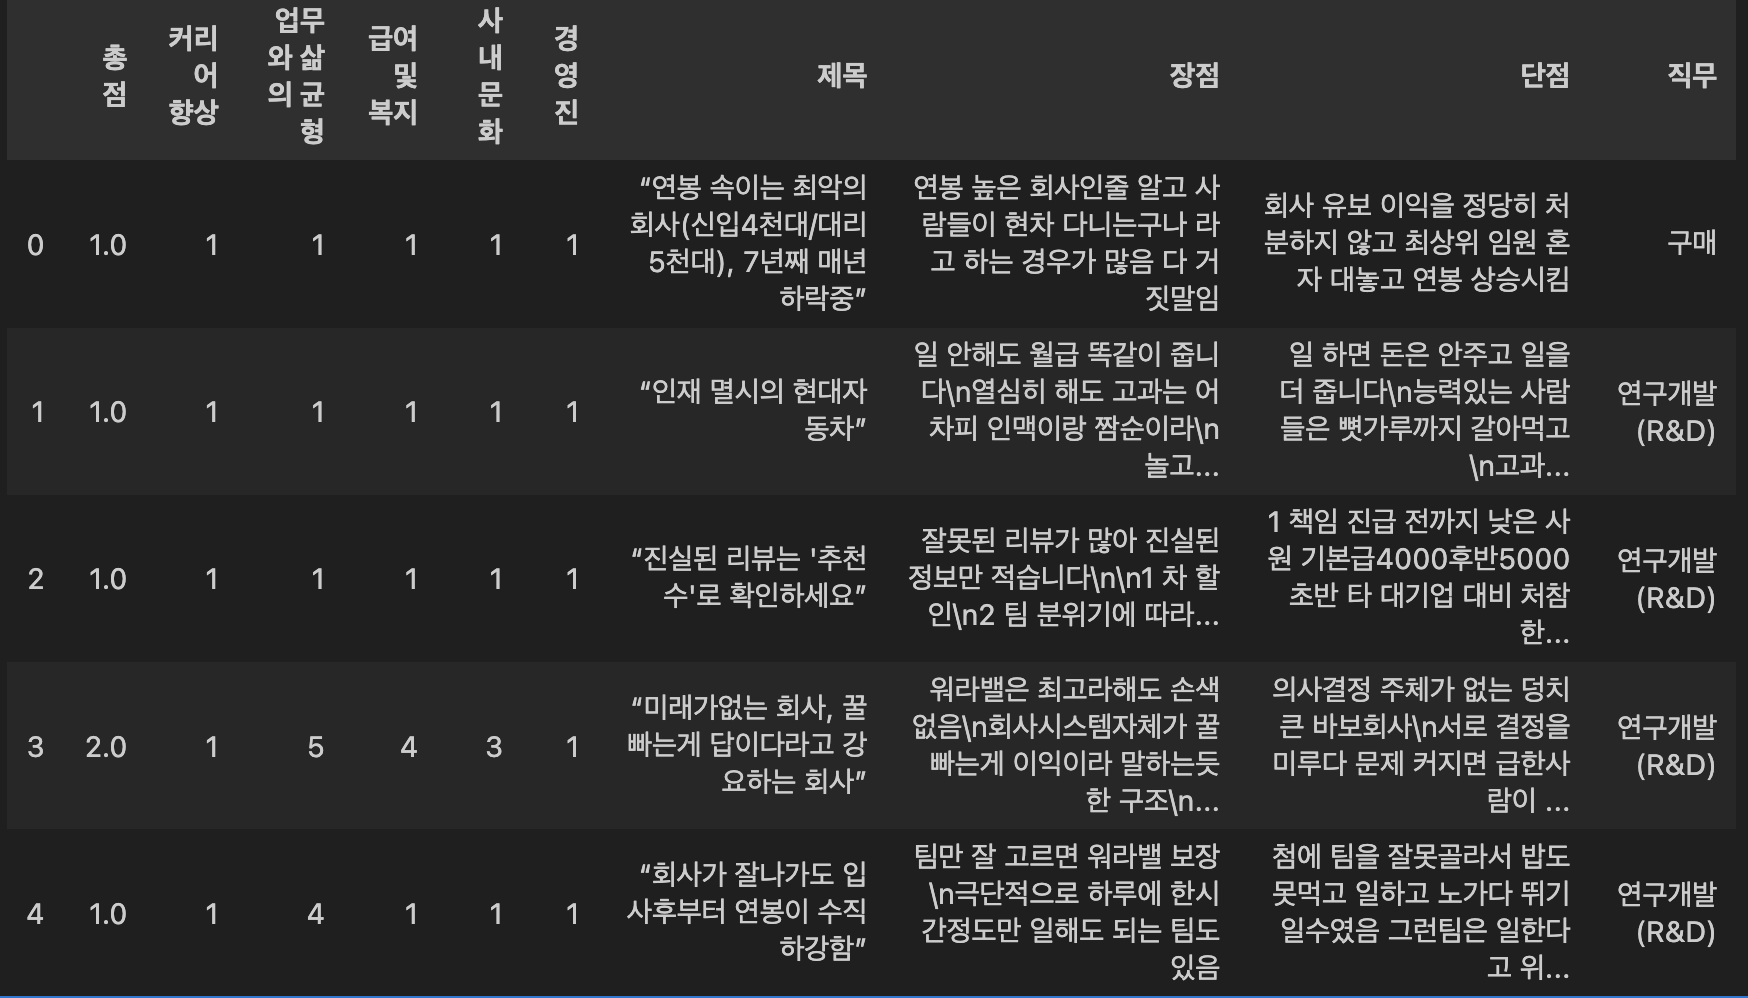 총
점
커리
어
향상
업무
와 삶
의 균
형
급여
및
복지
사
내
문
화
경
영
진
제목
장점
단점
직무
0
1.0
1
1
1
1
1
“연봉 속이는 최악의
회사(신입4천대/대리
5천대), 7년째 매년
하락중”
연봉 높은 회사인줄 알고 사
람들이 현차 다니는구나 라
고 하는 경우가 많음 다 거
짓말임
회사 유보 이익을 정당히 처
분하지 않고 최상위 임원 혼
자 대놓고 연봉 상승시킴
구매
1
1.0
1
1
1
1
1
“인재 멸시의 현대자
동차”
일 안해도 월급 똑같이 줍니
다\n열심히 해도 고과는 어
차피 인맥이랑 짬순이라\n
놀고...
일 하면 돈은 안주고 일을
더 줍니다\n능력있는 사람
들은 뼛가루까지 갈아먹고
\n고과...
연구개발
(R&D)
2
1.0
1
1
1
1
1
“진실된 리뷰는 '추천
수'로 확인하세요”
잘못된 리뷰가 많아 진실된
정보만 적습니다\n\n1 차 할
인\n2 팀 분위기에 따라...
1 책임 진급 전까지 낮은 사
원 기본급4000후반5000
초반 타 대기업 대비 처참
한...
연구개발
(R&D)
3
2.0
1
5
4
3
1
“미래가없는 회사, 꿀
빠는게 답이다라고 강
요하는 회사”
워라밸은 최고라해도 손색
없음\n회사시스템자체가 꿀
빠는게 이익이라 말하는듯
한 구조\n...
의사결정 주체가 없는 덩치
큰 바보회사\n서로 결정을
미루다 문제 커지면 급한사
람이 ...
연구개발
(R&D)
4
1.0
1
4
1
1
1
“회사가 잘나가도 입
사후부터 연봉이 수직
하강함”
팀만 잘 고르면 워라밸 보장
\n극단적으로 하루에 한시
간정도만 일해도 되는 팀도
있음
첨에 팀을 잘못골라서 밥도
못먹고 일하고 노가다 뛰기
일수였음 그런팀은 일한다
고 위...
연구개발
(R&D)